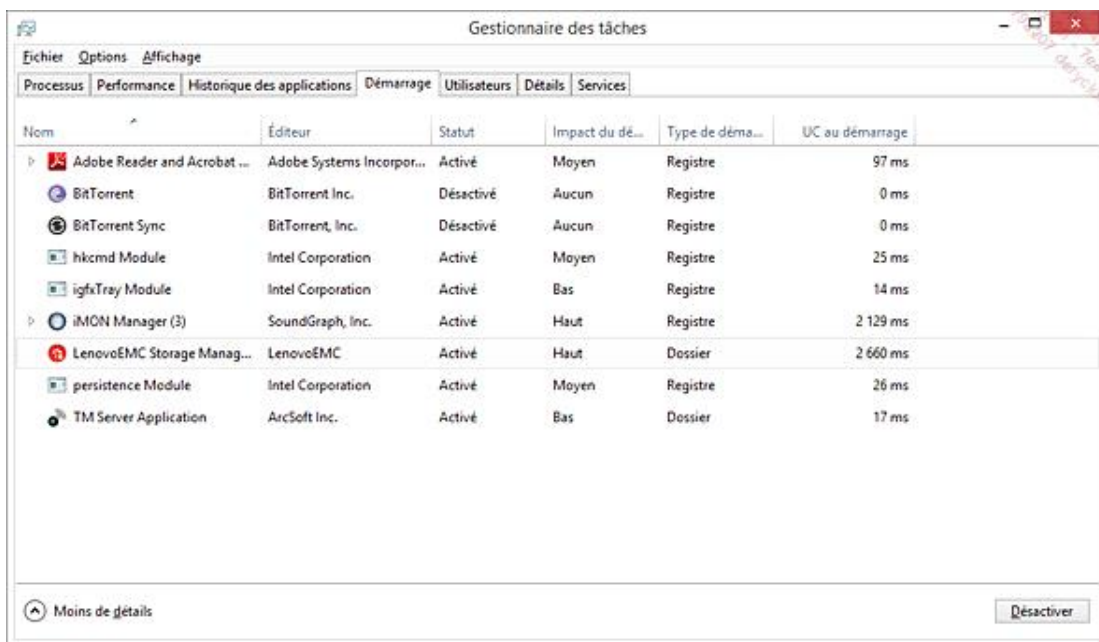 Gestionnaire des tâches
Fichier Options Affichage
Processus Performance Historique des applications Démarrage Utilisateurs Détails Services
Nom Éditeur Statut Impact du dé... Type de déma... UC au démarrage
Adobe Reader and Acrobat ... Adobe Systems Incorpor... Activé Moyen Registre 97 ms
BitTorrent BitTorrent Inc. Désactivé Aucun Registre 0 ms
BitTorrent Sync BitTorrent, Inc. Désactivé Aucun Registre 0 ms
hkcmd Module Intel Corporation Activé Moyen Registre 25 ms
igfxTray Module Intel Corporation Activé Bas Registre 14 ms
iMON Manager (3) SoundGraph, Inc. Activé Haut Registre 2 129 ms
LenovoEMC Storage Manag... LenovoEMC Activé Haut Dossier 2 660 ms
persistence Module Intel Corporation Activé Moyen Registre 26 ms
TM Server Application ArcSoft Inc. Activé Bas Dossier 17 ms
Moins de détails Désactiver